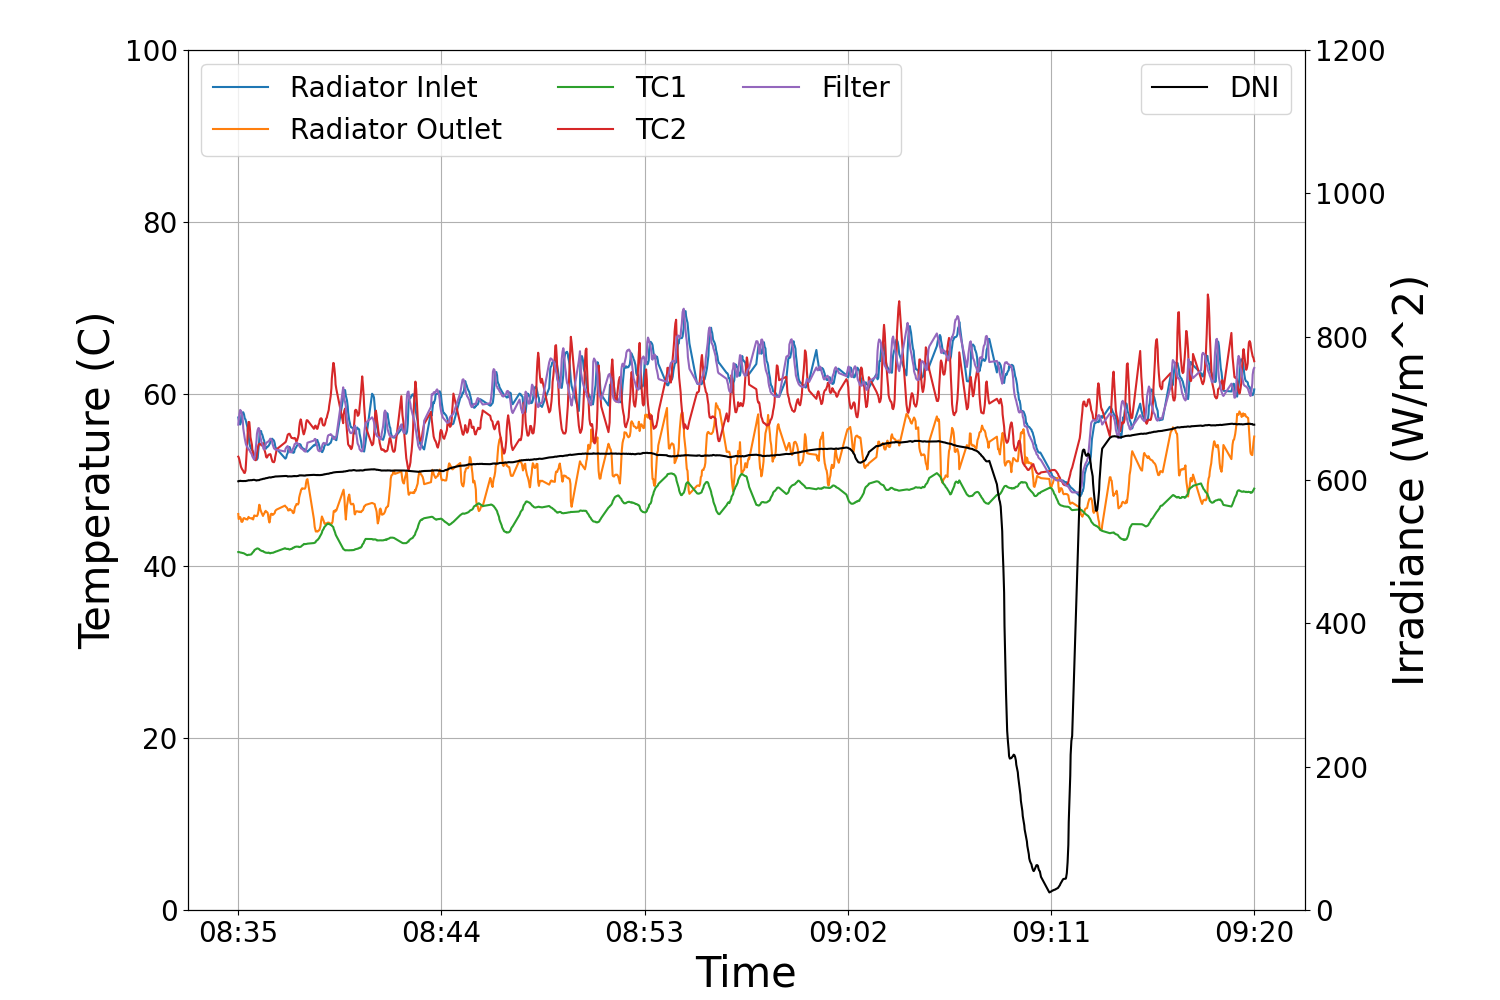 100
1200
Radiator Inlet
TC1
Filter
DNI
Radiator Outlet
TC2
1000
80
800
60
600
40
400
20
200
0
0
Temperature (C)
Irradiance (W/m^2)
08:35
08:44
08:53
09:02
09:11
09:20
Time